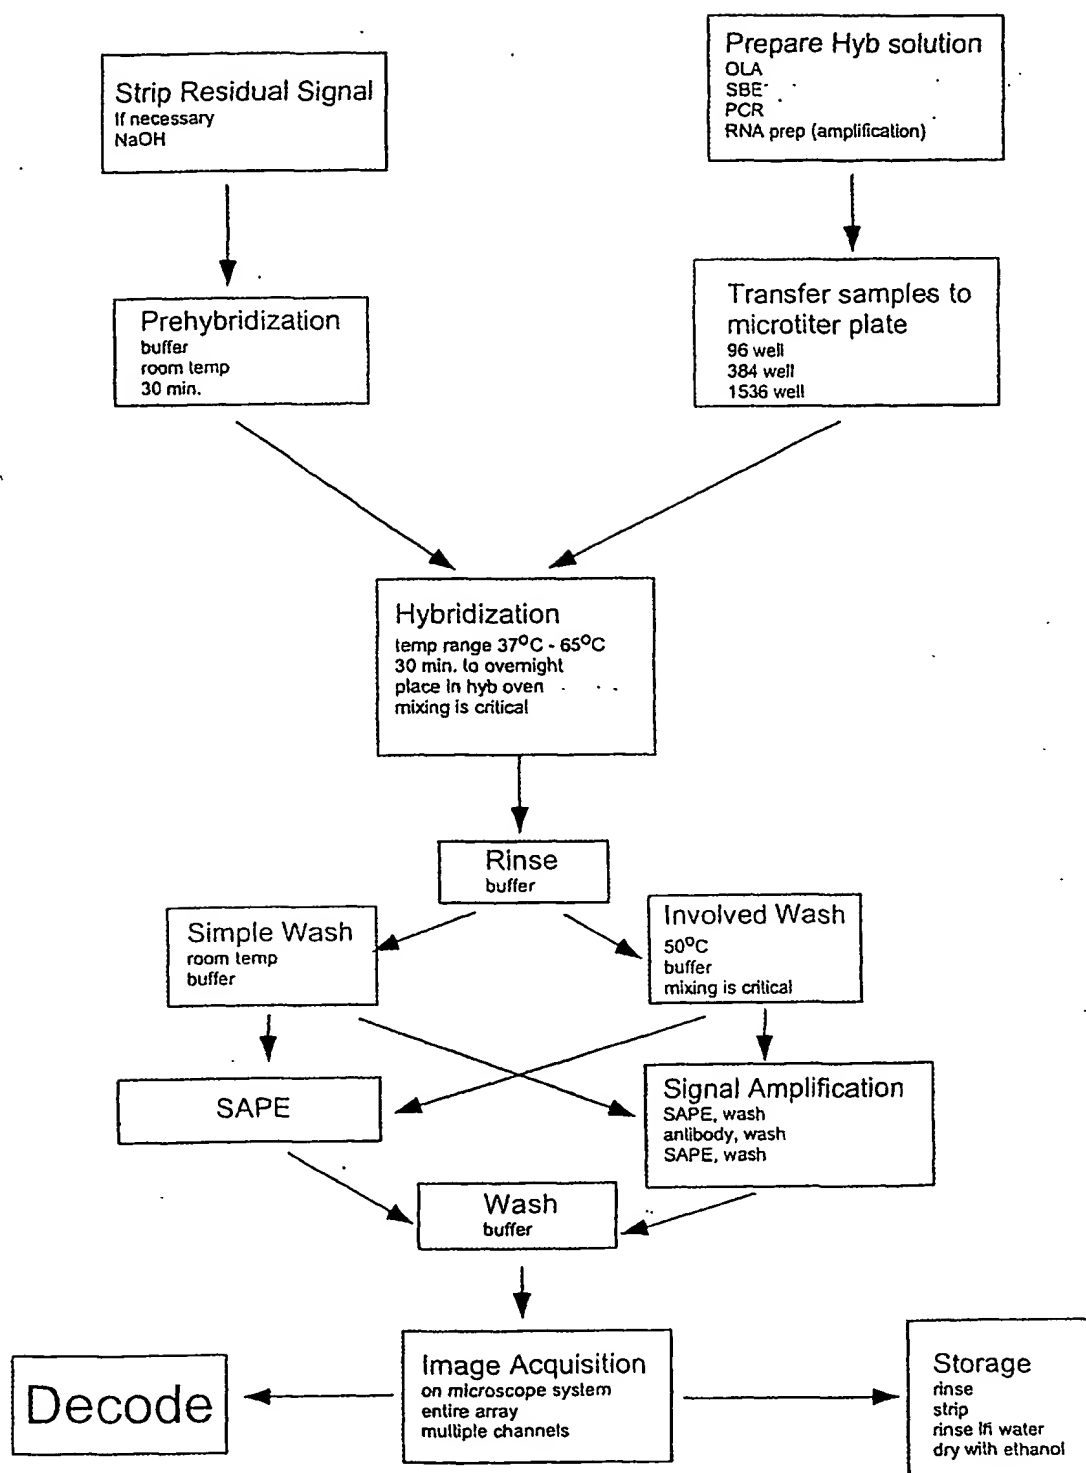 Strip Residual Signal
If necessary
NaOH
Prepare Hyb solution
OLA
SBE
PCR
RNA prep (amplification)
Prehybridization
buffer
room temp
30 min.
Transfer samples to
microtiter plate
96 well
384 well
1536 well
Hybridization
temp range 37°C - 65°C
30 min. to overnight
place in hyb oven
mixing is critical
Rinse
buffer
Simple Wash
room temp
buffer
Involved Wash
50°C
buffer
mixing is critical
SAPE
Signal Amplification
SAPE, wash
antibody, wash
SAPE, wash
Wash
buffer
Decode
Image Acquisition
on microscope system
entire array
multiple channels
Storage
rinse
strip
rinse in water
dry with ethanol